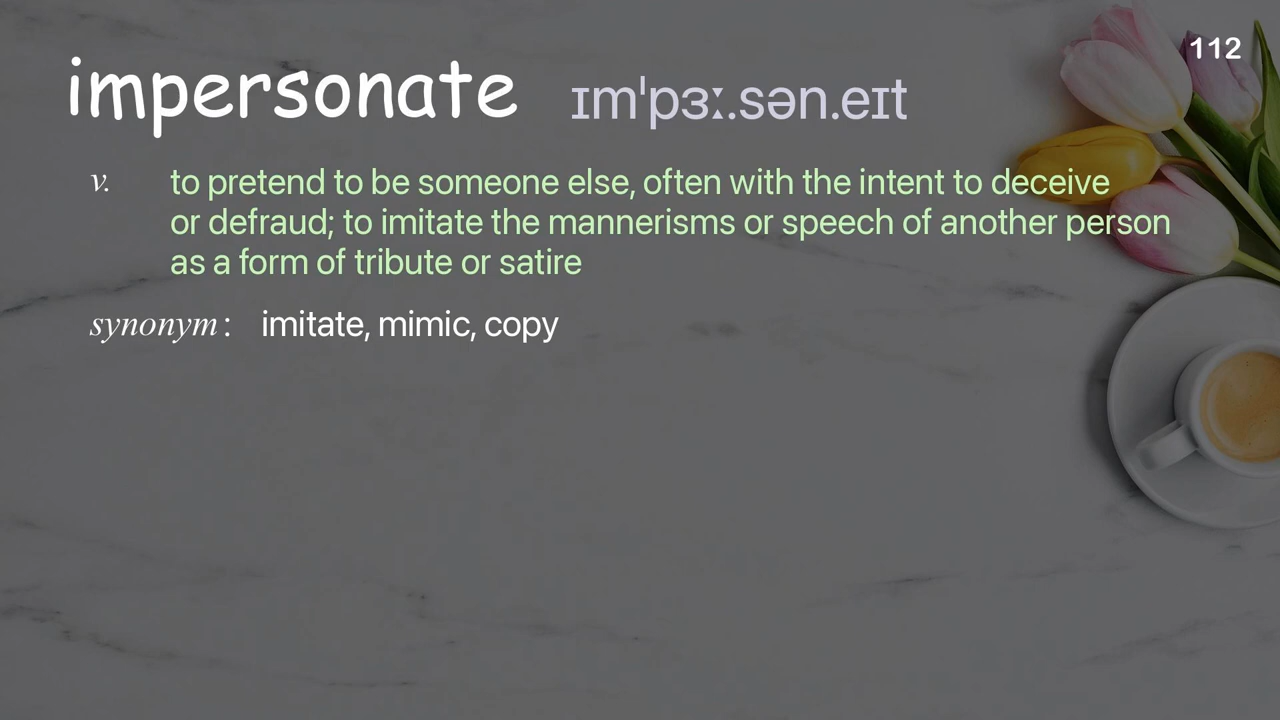 112
impersonate ɪmˈpɜː.sən.eɪt
v. to pretend to be someone else, often with the intent to deceive
or defraud; to imitate the mannerisms or speech of another person
as a form of tribute or satire
synonym: imitate, mimic, copy